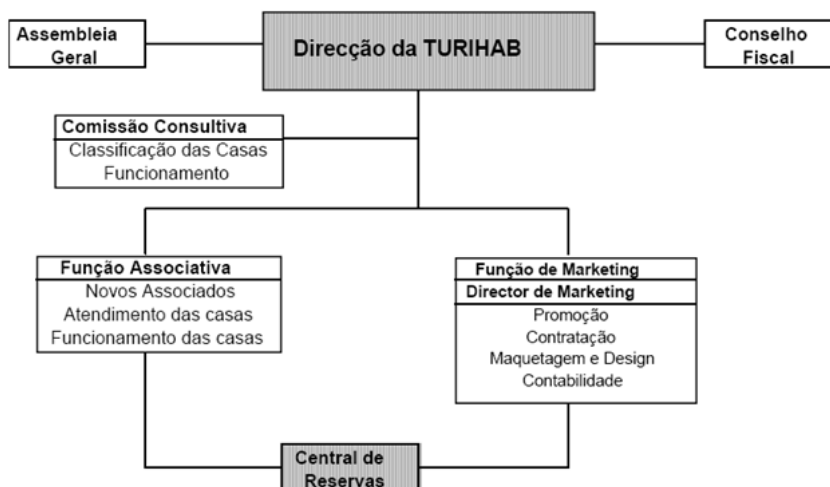 Assembleia
Geral
Direcção da TURIHAB
Conselho
Fiscal
Comissão Consultiva
Classificação das Casas
Funcionamento
Função Associativa
Novos Associados
Atendimento das casas
Funcionamento das casas
Função de Marketing
Director de Marketing
Promoção
Contratação
Maquetagem e Design
Contabilidade
Central de
Reservas